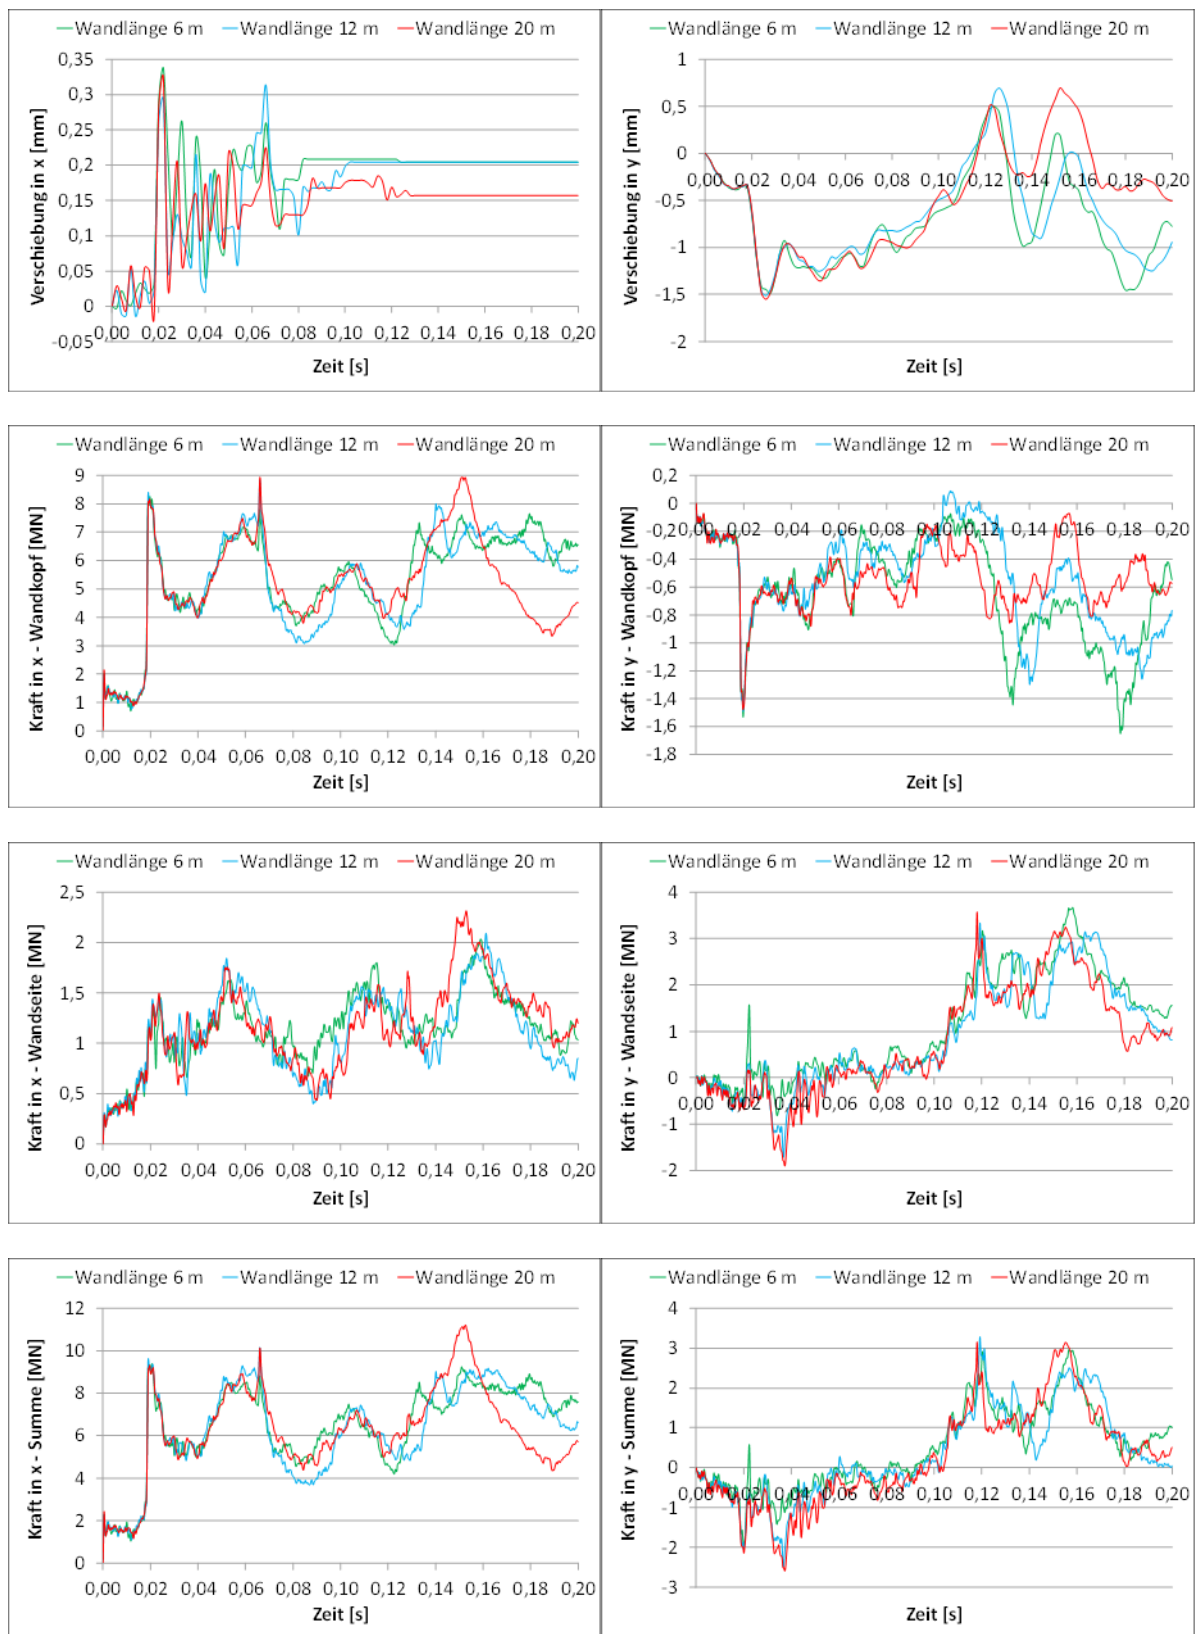 Wandlänge 6 m Wandlänge 12 m Wandlänge 20 m
Verschiebung in x [mm]
0,35
0,3
0,25
0,2
0,15
0,1
0,05
0
-0,05
0,00 0,02 0,04 0,06 0,08 0,10 0,12 0,14 0,16 0,18 0,20
Zeit [s]
Wandlänge 6 m Wandlänge 12 m Wandlänge 20 m
Verschiebung in y [mm]
1
0,5
0
-0,5
-1
-1,5
-2
0,00 0,02 0,04 0,06 0,08 0,10 0,12 0,14 0,16 0,18 0,20
Zeit [s]
Wandlänge 6 m Wandlänge 12 m Wandlänge 20 m
Kraft in x - Wandkopf [MN]
9
8
7
6
5
4
3
2
1
0
0,00 0,02 0,04 0,06 0,08 0,10 0,12 0,14 0,16 0,18 0,20
Zeit [s]
Wandlänge 6 m Wandlänge 12 m Wandlänge 20 m
Kraft in y - Wandkopf [MN]
0,2
0
-0,2
-0,4
-0,6
-0,8
-1
-1,2
-1,4
-1,6
-1,8
0,00 0,02 0,04 0,06 0,08 0,10 0,12 0,14 0,16 0,18 0,20
Zeit [s]
Wandlänge 6 m Wandlänge 12 m Wandlänge 20 m
Kraft in x - Wandseite [MN]
2,5
2
1,5
1
0,5
0
0,00 0,02 0,04 0,06 0,08 0,10 0,12 0,14 0,16 0,18 0,20
Zeit [s]
Wandlänge 6 m Wandlänge 12 m Wandlänge 20 m
Kraft in y - Wandseite [MN]
4
3
2
1
0
-1
-2
0,00 0,02 0,04 0,06 0,08 0,10 0,12 0,14 0,16 0,18 0,20
Zeit [s]
Wandlänge 6 m Wandlänge 12 m Wandlänge 20 m
Kraft in x - Summe [MN]
12
10
8
6
4
2
0
0,00 0,02 0,04 0,06 0,08 0,10 0,12 0,14 0,16 0,18 0,20
Zeit [s]
Wandlänge 6 m Wandlänge 12 m Wandlänge 20 m
Kraft in y - Summe [MN]
4
3
2
1
0
-1
-2
-3
0,00 0,02 0,04 0,06 0,08 0,10 0,12 0,14 0,16 0,18 0,20
Zeit [s]